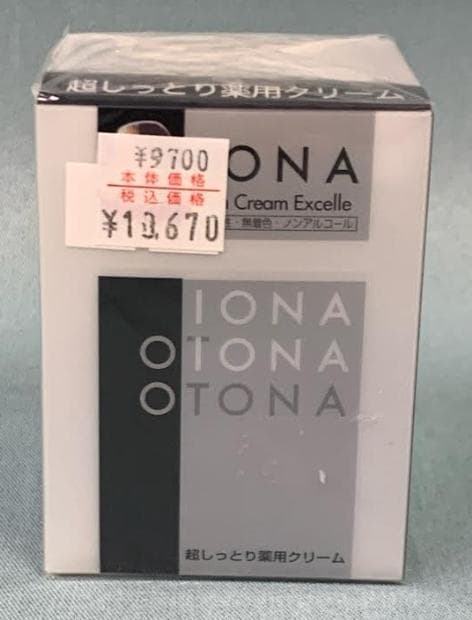 超しっとり薬用クリーム
¥9700
本体価格
税込価格
¥10,670
ONA
Cream Excelle
・無着色・ノンアルコール
IONA
OTONA
OTONA
超しっとり薬用クリーム